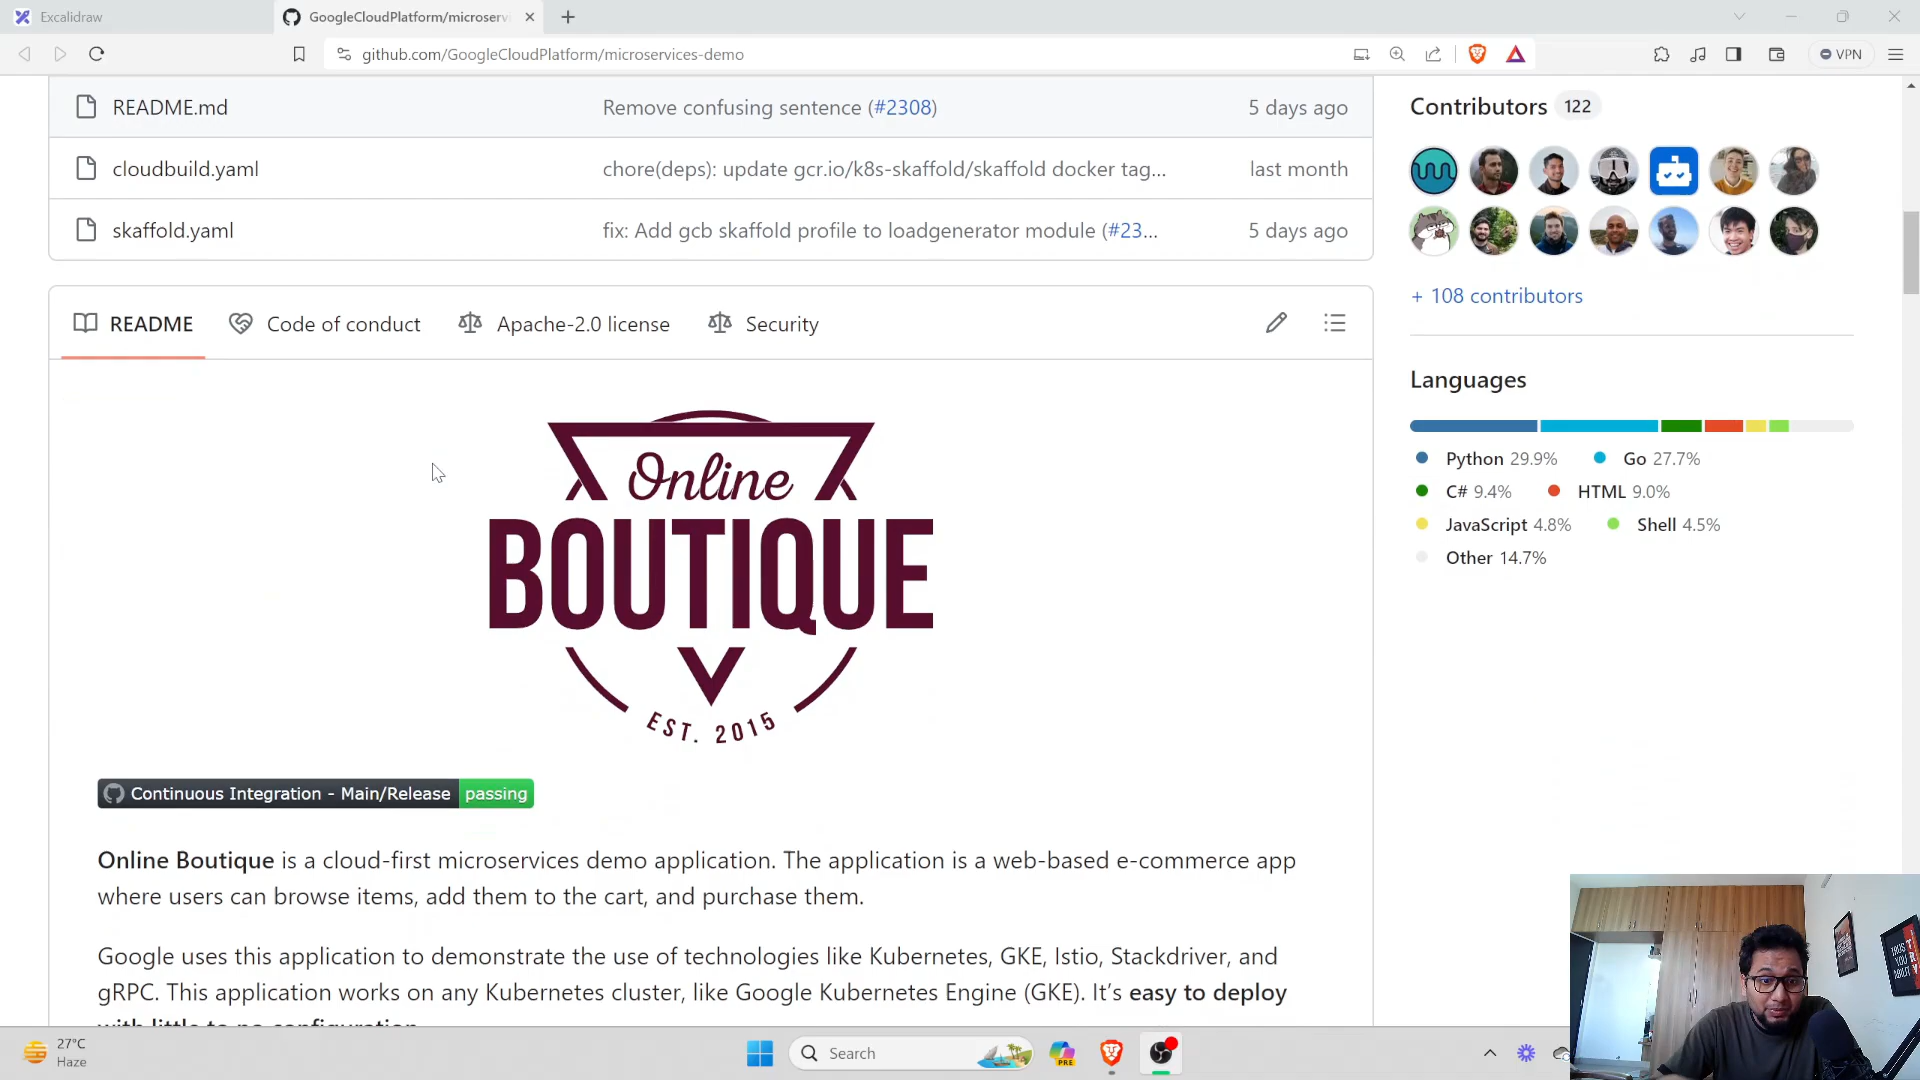 Excalidraw
GoogleCloudPlatform/microserv
github.com/GoogleCloudPlatform/microservices-demo
VPN
README.md
Remove confusing sentence (#2308)
5 days ago
cloudbuild.yaml
chore(deps): update gcr.io/k8s-skaffold/skaffold docker tag...
last month
skaffold.yaml
fix: Add gcb skaffold profile to loadgenerator module (#23...
5 days ago
README
Code of conduct
Apache-2.0 license
Security
Online
BOUTIQUE
EST. 2015
Continuous Integration - Main/Release passing
Online Boutique is a cloud-first microservices demo application. The application is a web-based e-commerce app
where users can browse items, add them to the cart, and purchase them.
Google uses this application to demonstrate the use of technologies like Kubernetes, GKE, Istio, Stackdriver, and
gRPC. This application works on any Kubernetes cluster, like Google Kubernetes Engine (GKE). It’s easy to deploy
with little to no configuration
Contributors 122
+ 108 contributors
Languages
Python 29.9%
Go 27.7%
C# 9.4%
HTML 9.0%
JavaScript 4.8%
Shell 4.5%
Other 14.7%
27°C
Haze
Search
PRE